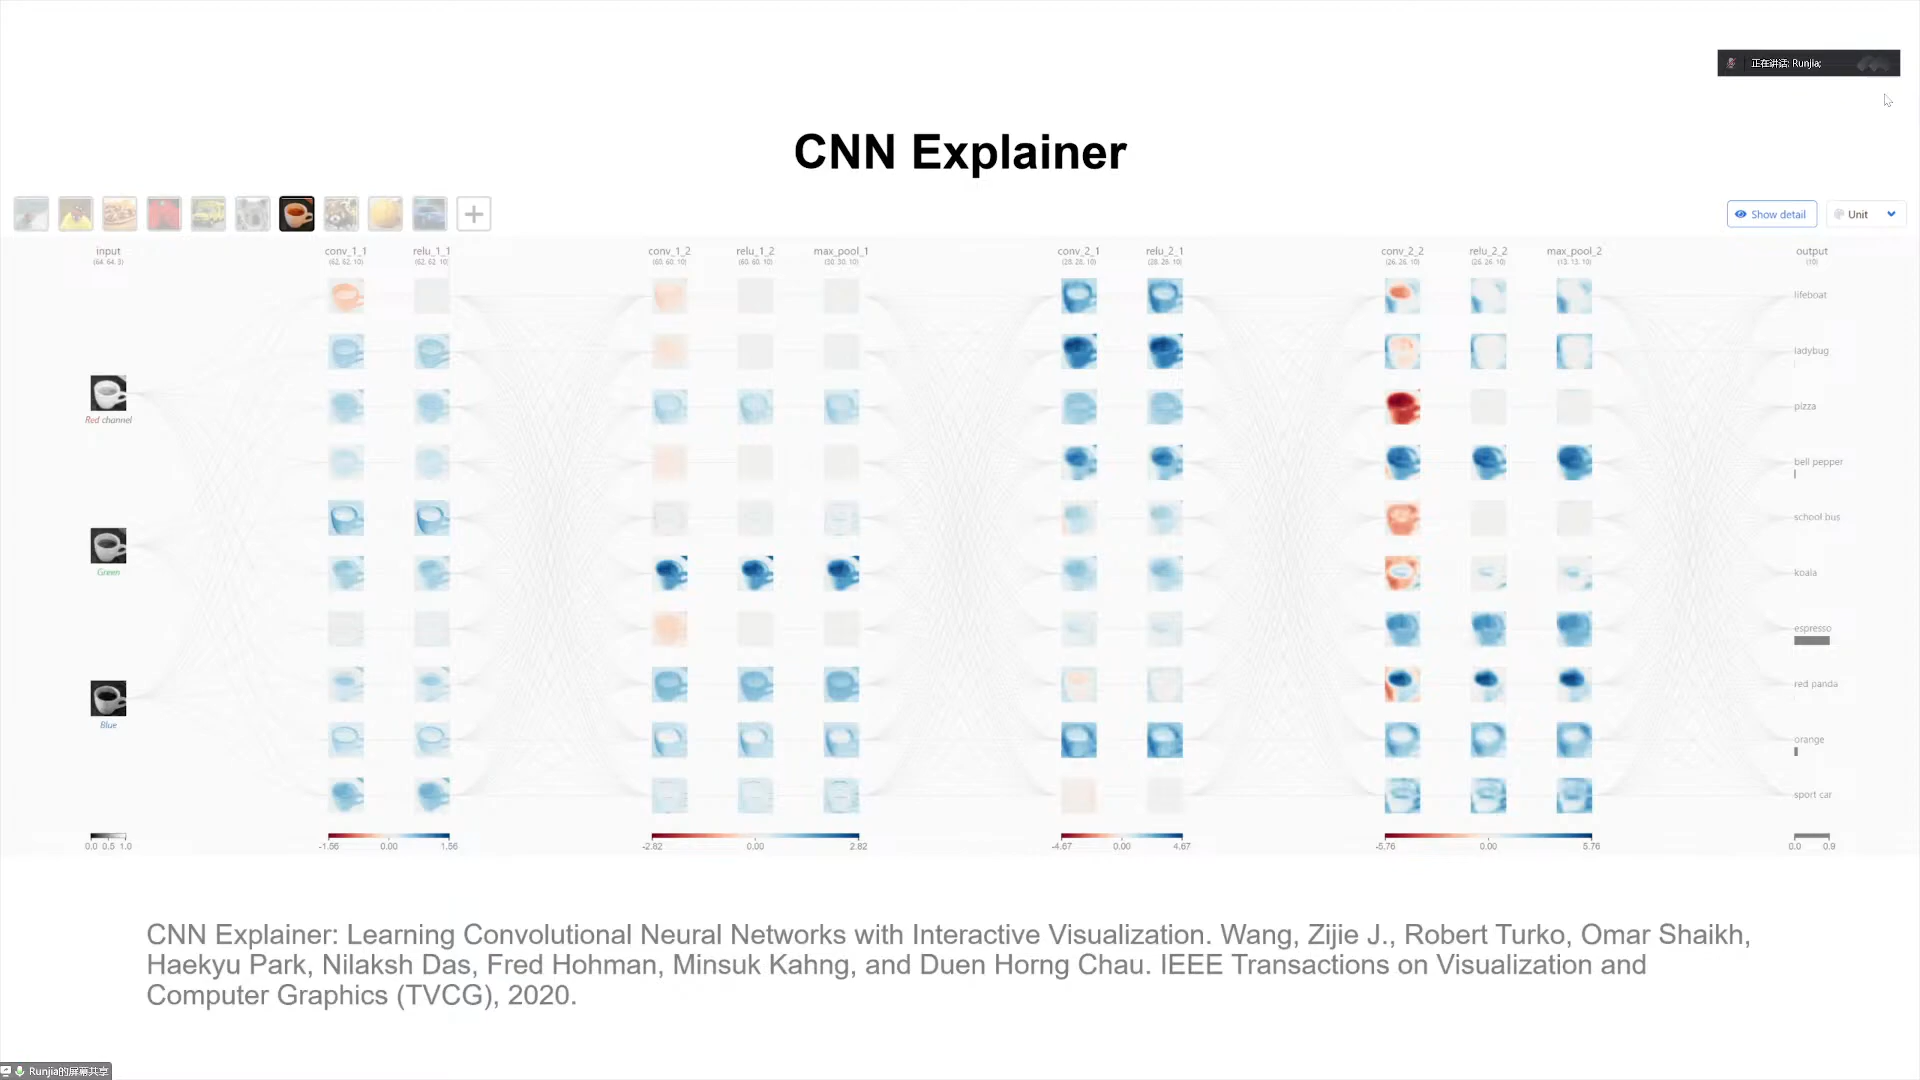 正在讲话: Runjia;
CNN Explainer
Show detail
Unit
input
(64, 64, 3)
conv_1_1
(62, 62, 10)
relu_1_1
(62, 62, 10)
conv_1_2
(60, 60, 10)
relu_1_2
(60, 60, 10)
max_pool_1
(30, 30, 10)
conv_2_1
(28, 28, 10)
relu_2_1
(28, 28, 10)
conv_2_2
(26, 26, 10)
relu_2_2
(26, 26, 10)
max_pool_2
(13, 13, 10)
output
(10)
Red channel
Green
Blue
lifeboat
ladybug
pizza
bell pepper
school bus
koala
espresso
red panda
orange
sport car
0.0 0.5 1.0
-1.56 0.00 1.56
-2.82 0.00 2.82
-4.67 0.00 4.67
-5.76 0.00 5.76
0.0 0.9
CNN Explainer: Learning Convolutional Neural Networks with Interactive Visualization. Wang, Zijie J., Robert Turko, Omar Shaikh,
Haekyu Park, Nilaksh Das, Fred Hohman, Minsuk Kahng, and Duen Horng Chau. IEEE Transactions on Visualization and
Computer Graphics (TVCG), 2020.
Runjia的屏幕共享